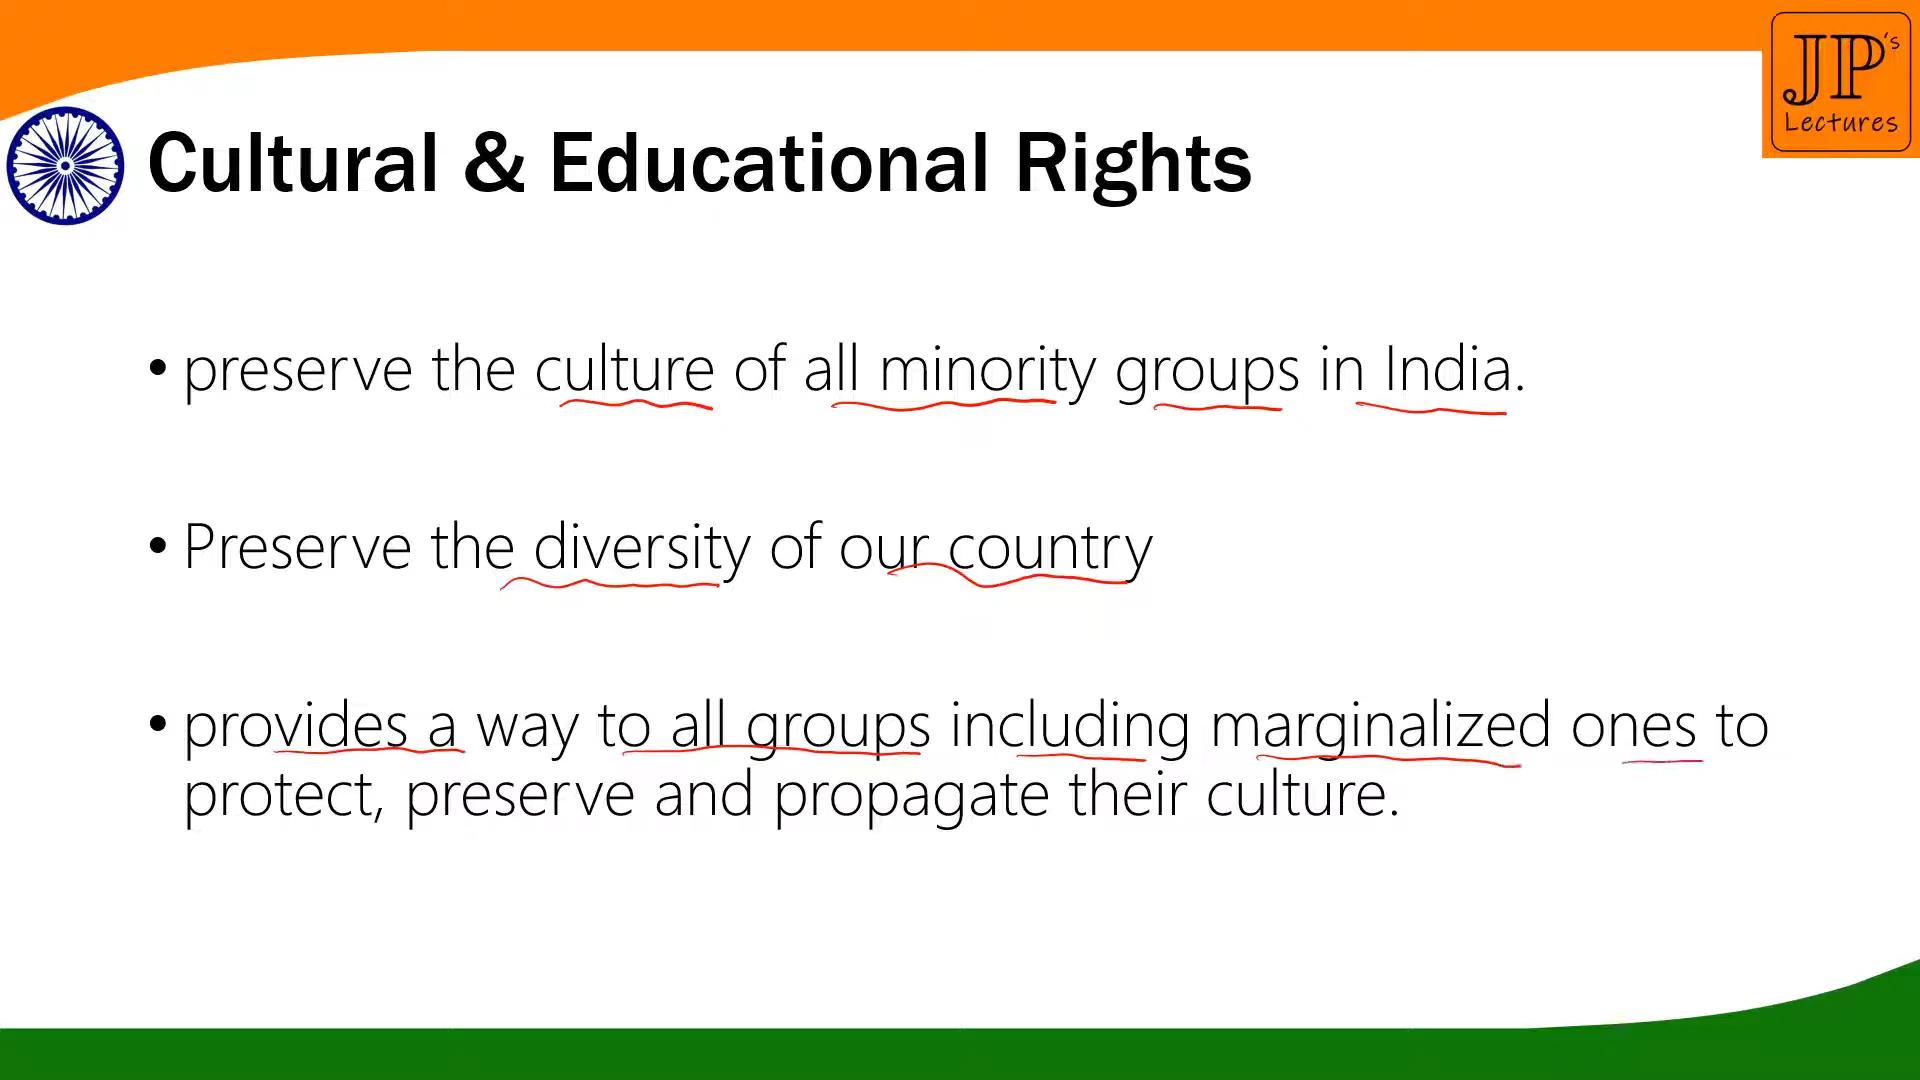 JP's
Lectures
Cultural & Educational Rights
• preserve the culture of all minority groups in India.
• Preserve the diversity of our country
• provides a way to all groups including marginalized ones to
protect, preserve and propagate their culture.